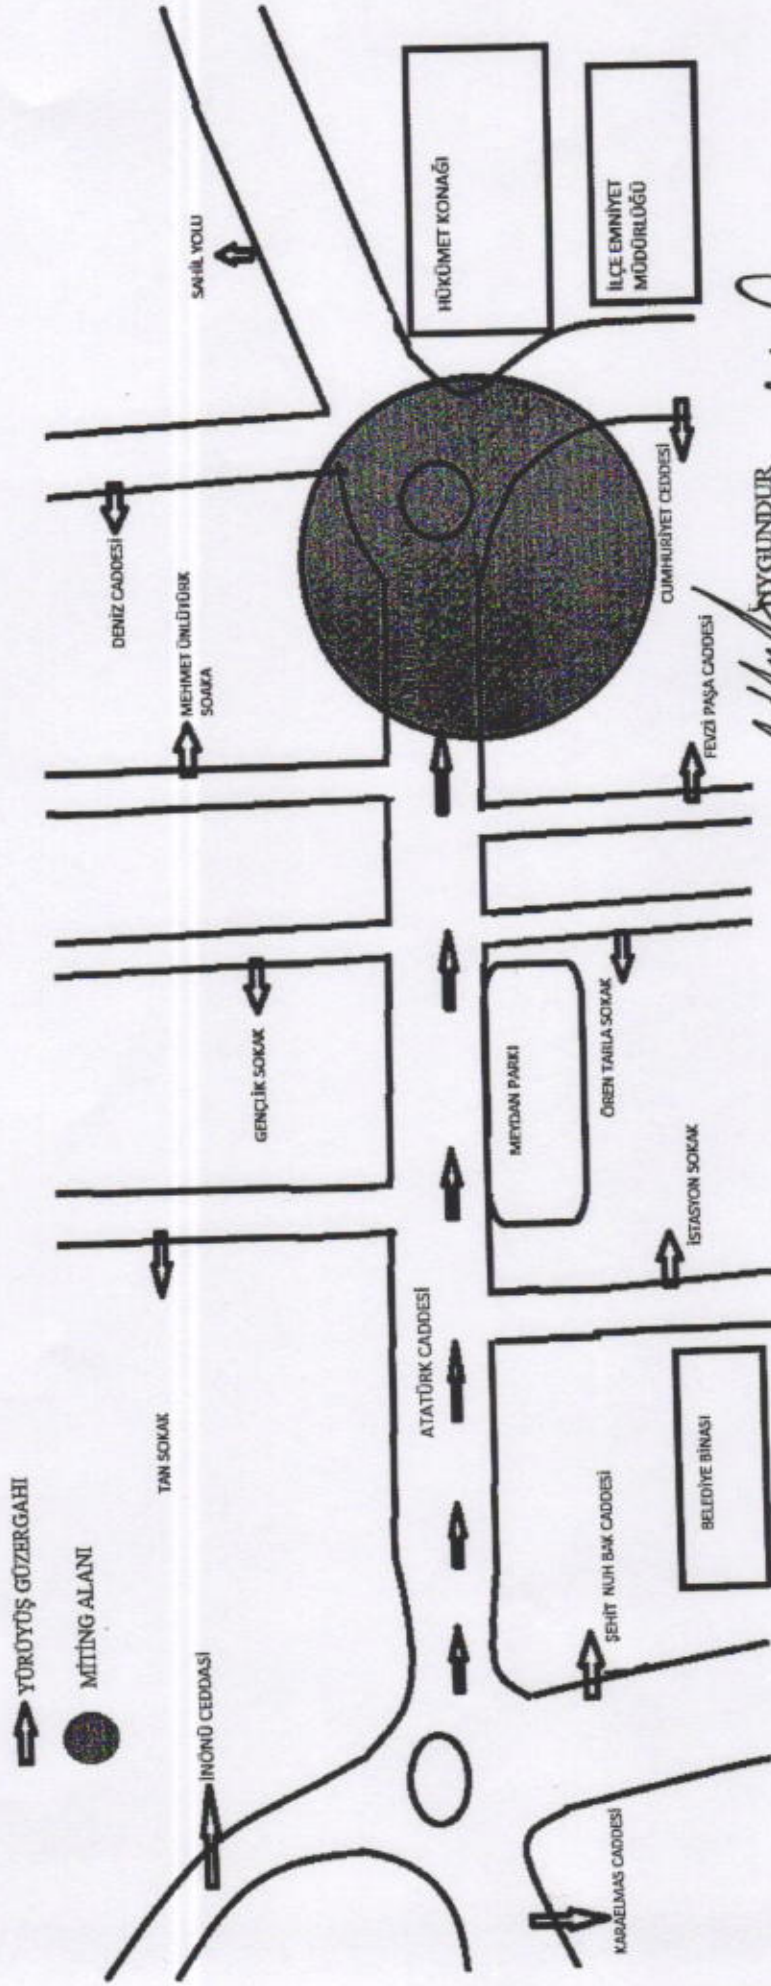 YÜRÜYÜŞ GÜZERGAHI
MİTİNG ALANI
İNÖNÜ CEDDASİ
TAN SOKAK
GENÇLİK SOKAK
MEHMET ÜNLÜTÜRK
SOAKA
DENİZ CADDESİ
SAHİL YOLU
ATATÜRK CADDESİ
MEYDAN PARKI
HÜKÜMET KONAĞI
İLÇE EMNİYET
MÜDÜRLÜĞÜ
KARAELMAS CADDESİ
ŞEHİT NUH BAK CADDESİ
BELEDİYE BİNASI
İSTASYON SOKAK
ÖREN TARLA SOKAK
FEVZİ PAŞA CADDESİ
CUMHURİYET CEDDESİ
UYGUNDUR